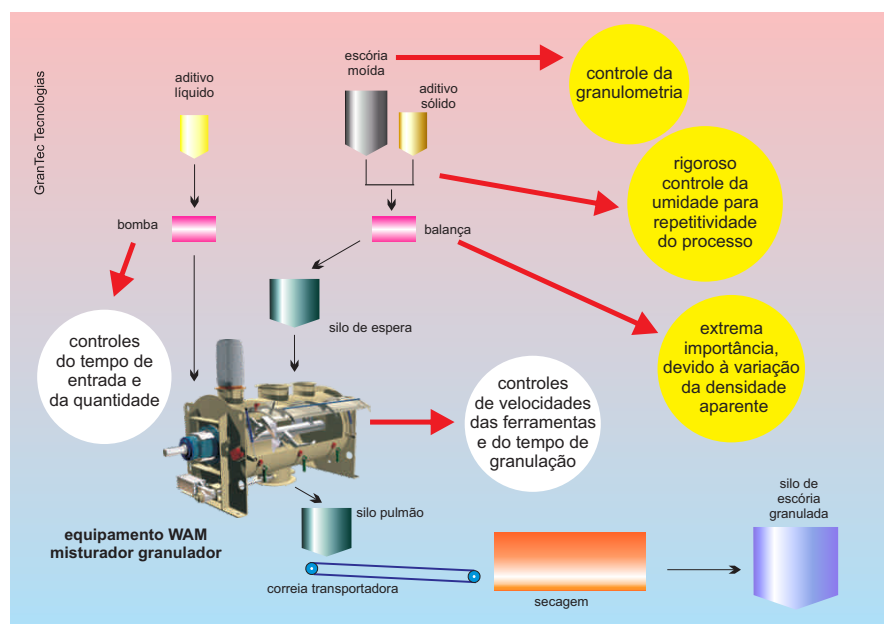 GranTec Tecnologias
aditivo
líquido
escória
moída
aditivo
sólido
controle da
granulometria
rigoroso
controle da
umidade para
repetitividade
do processo
bomba
balança
silo de espera
controles
do tempo de
entrada e
da quantidade
extrema
importância,
devido à variação
da densidade
aparente
controles
de velocidades
das ferramentas
e do tempo de
granulação
equipamento WAM
misturador granulador
silo pulmão
correia transportadora
secagem
silo de
escória
granulada